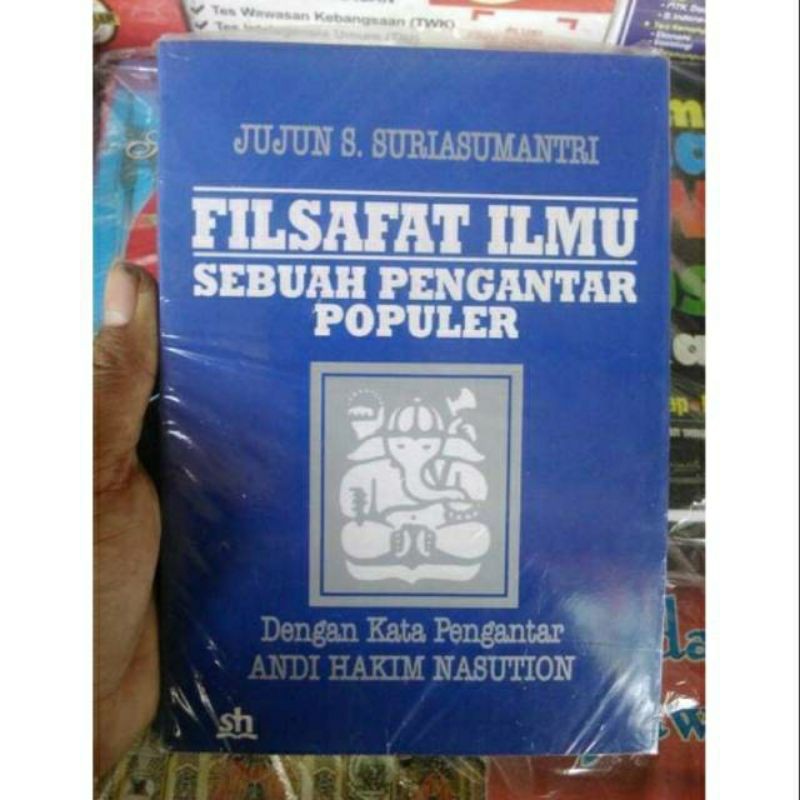 Tes Wawasan Kebangsaan (TWK)
JUJUN S. SURIASUMANTRI
FILSAFAT ILMU
SEBUAH PENGANTAR
POPULER
Dengan Kata Pengantar
ANDI HAKIM NASUTION
sh